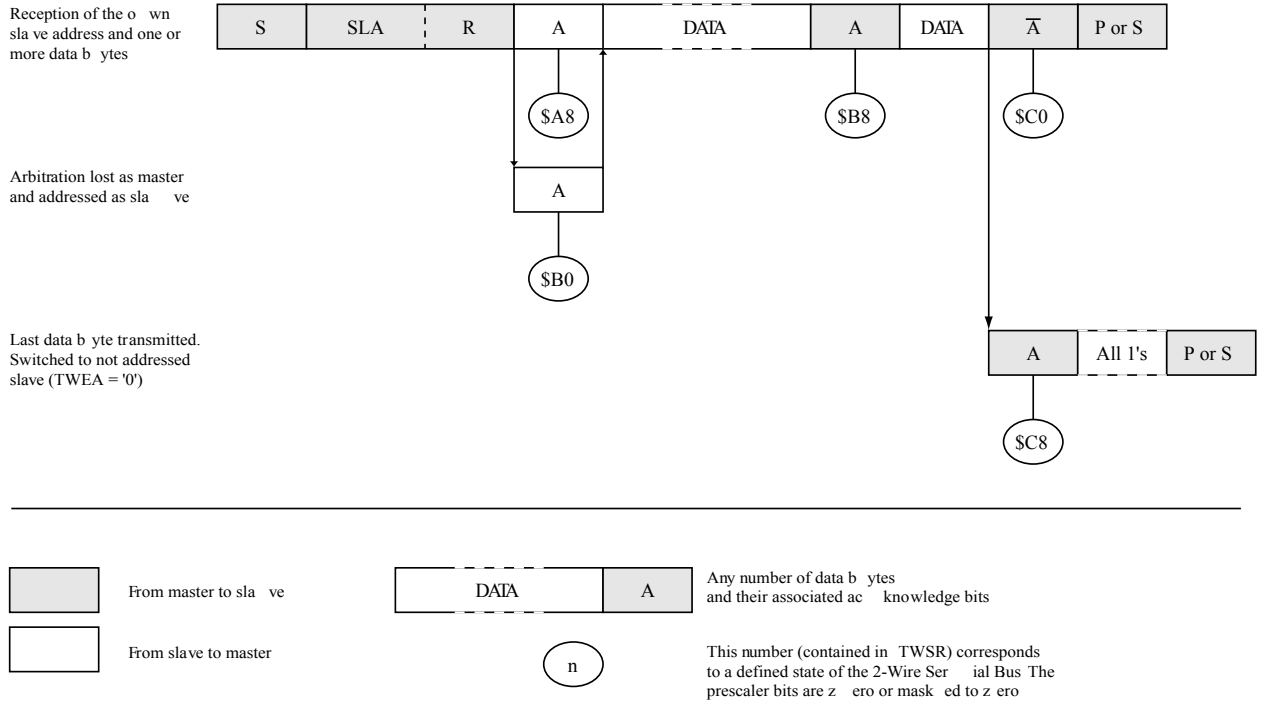 Reception of the o wn
sla ve address and one or
more data b ytes
S SLA R A DATA A DATA A̅ P or S
$A8 $B8 $C0
Arbitration lost as master
and addressed as sla ve
A
$B0
Last data b yte transmitted.
Switched to not addressed
slave (TWEA = '0')
A All 1's P or S
$C8
From master to sla ve
DATA A
Any number of data b ytes
and their associated ac knowledge bits
From slave to master
n
This number (contained in TWSR) corresponds
to a defined state of the 2-Wire Ser ial Bus The
prescaler bits are z ero or mask ed to z ero